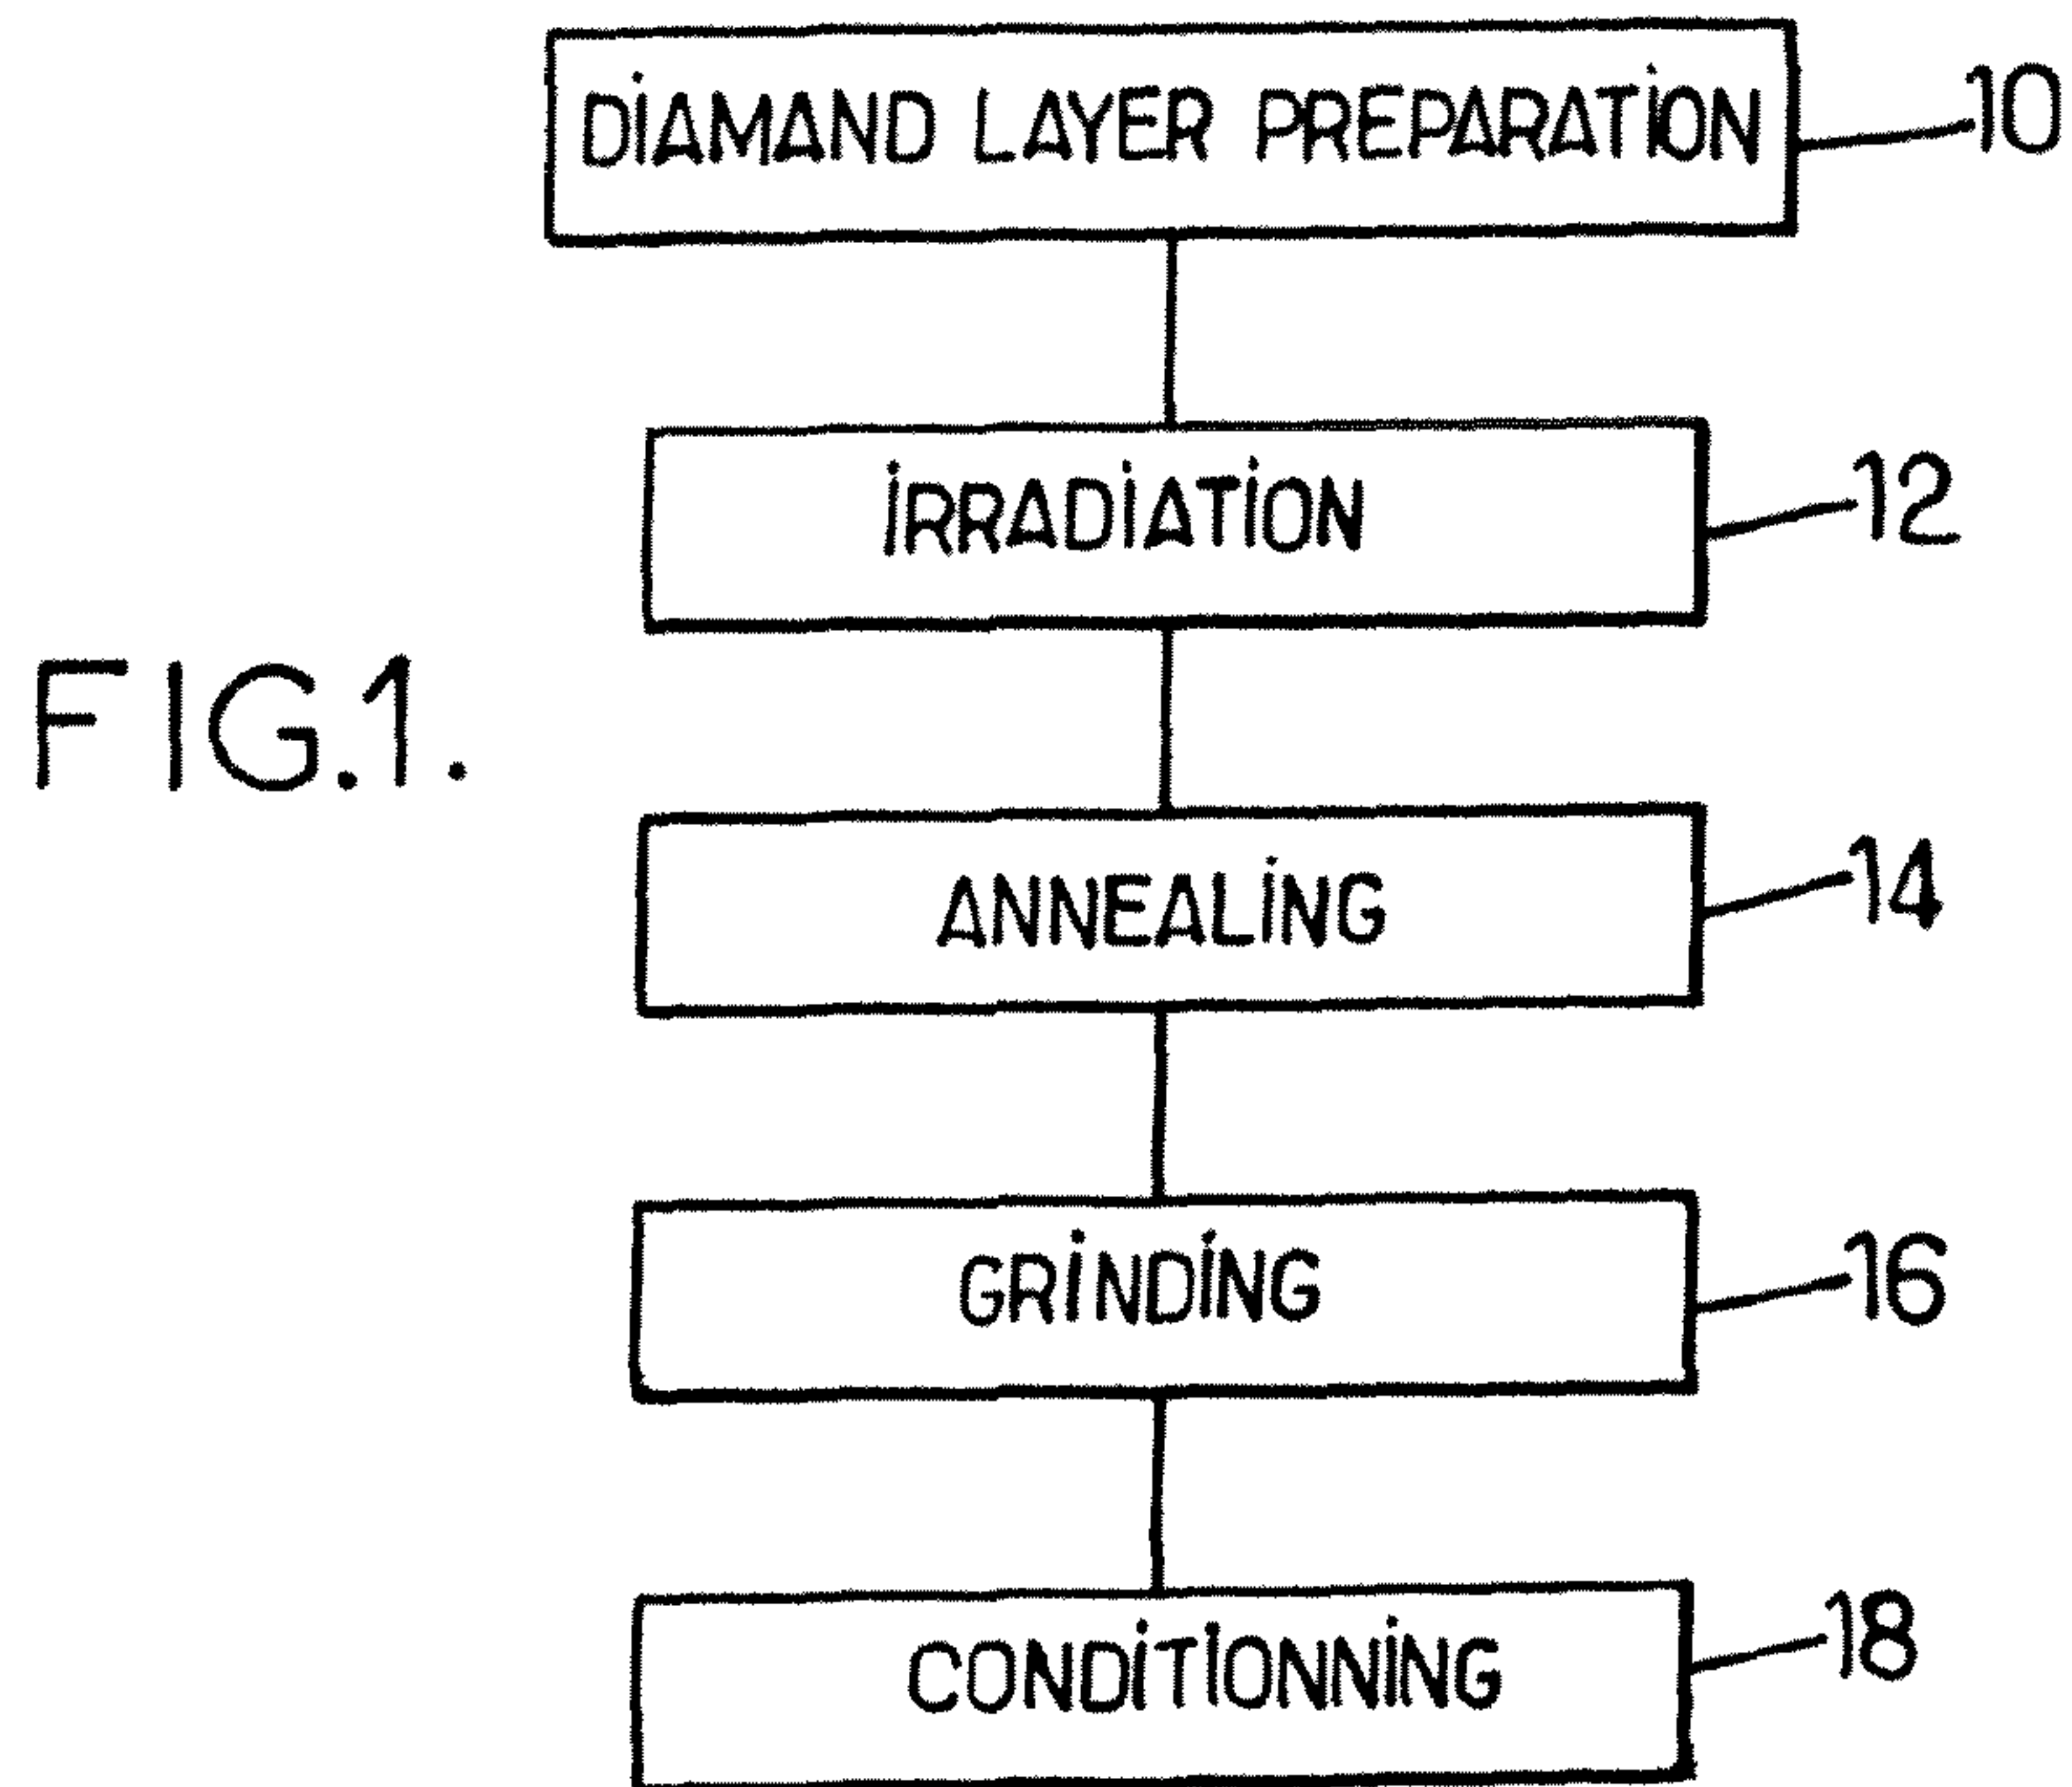 DIAMAND LAYER PREPARATION
10
IRRADIATION
12
FIG.1.
ANNEALING
14
GRINDING
16
CONDITIONNING
18